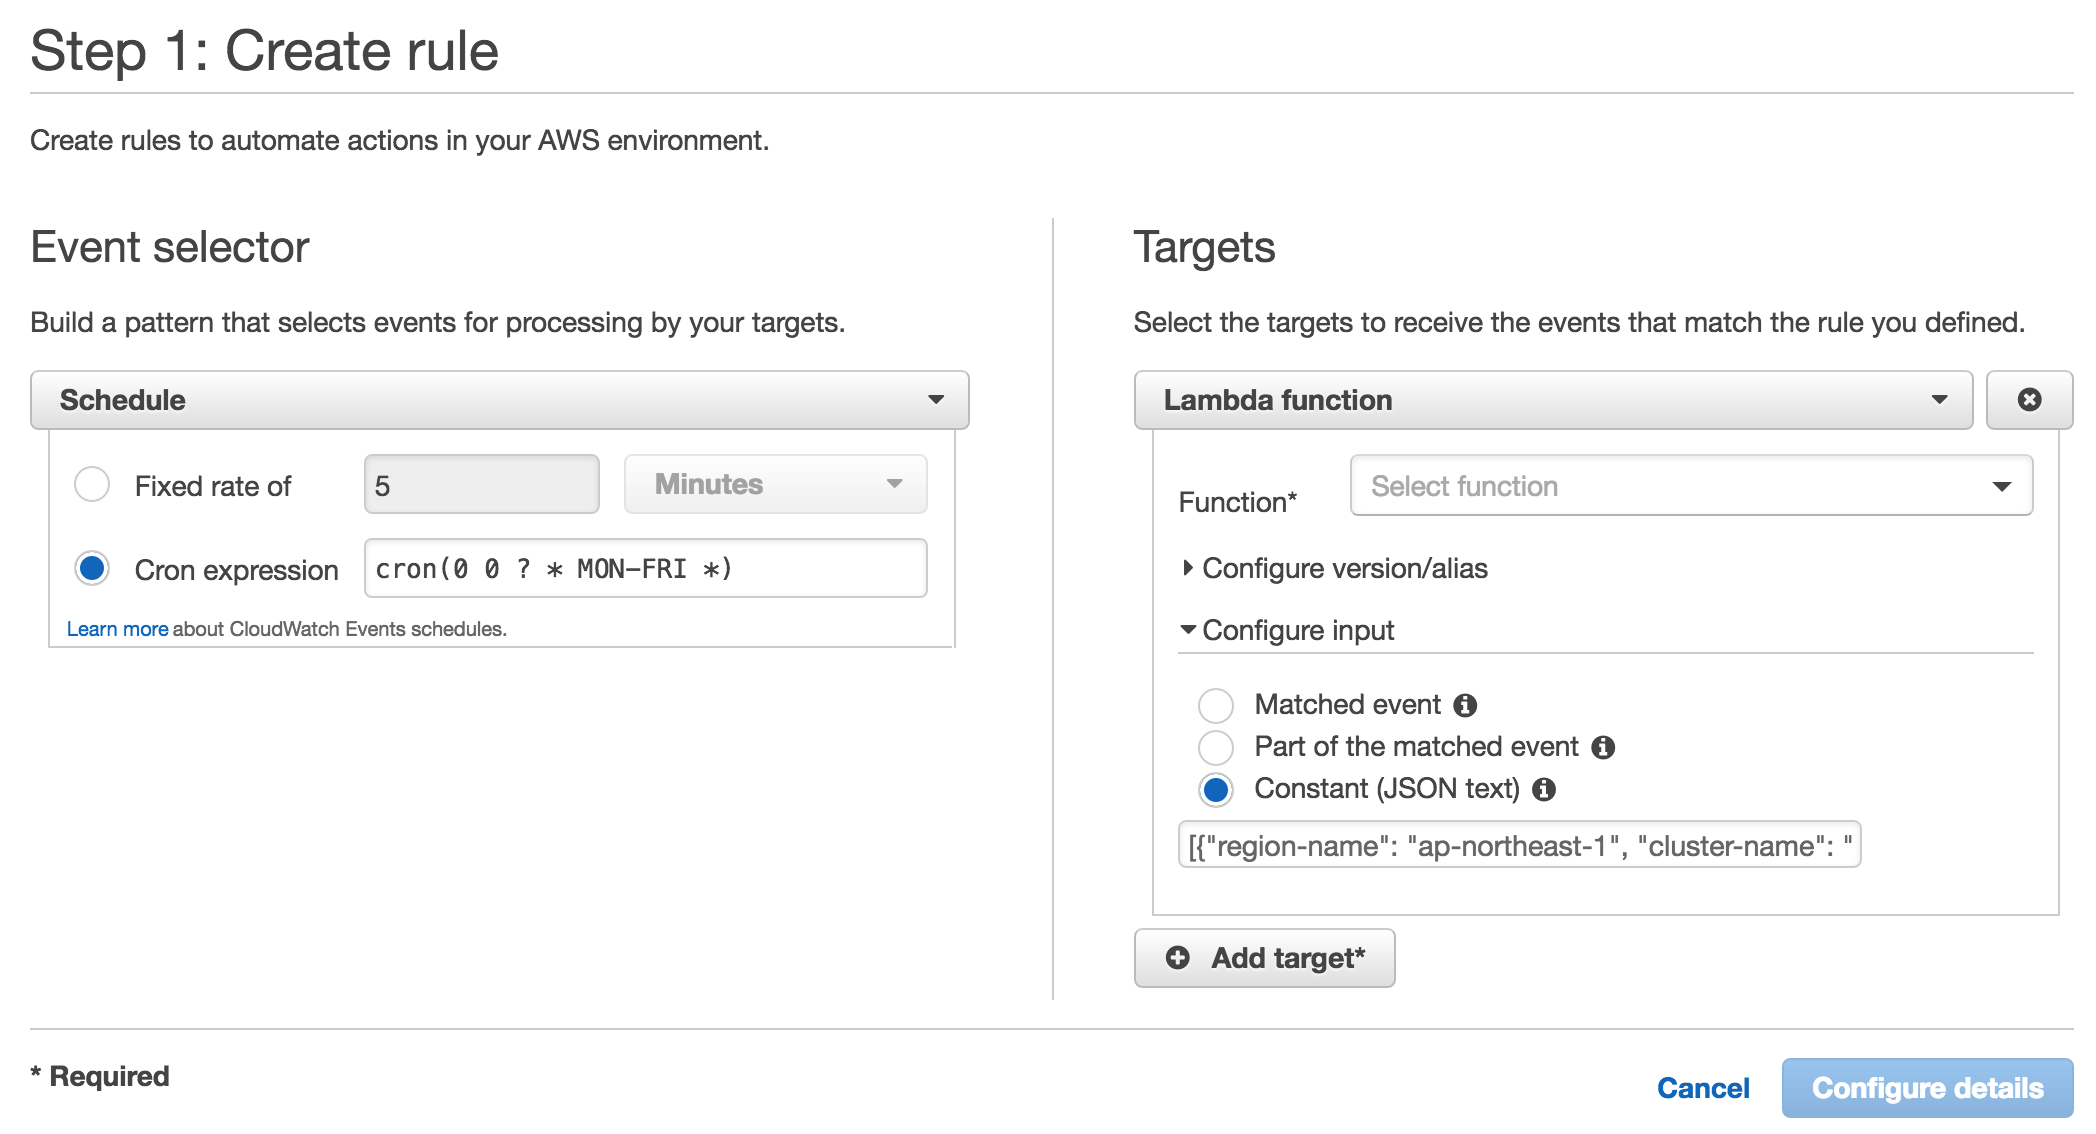 Step 1: Create rule
Create rules to automate actions in your AWS environment.
Event selector
Build a pattern that selects events for processing by your targets.
Schedule
Fixed rate of 5 Minutes
Cron expression cron(0 0 ? * MON-FRI *)
Learn more about CloudWatch Events schedules.
Targets
Select the targets to receive the events that match the rule you defined.
Lambda function
Function* Select function
Configure version/alias
Configure input
Matched event
Part of the matched event
Constant (JSON text)
[{"region-name": "ap-northeast-1", "cluster-name": "
Add target*
* Required
Cancel Configure details